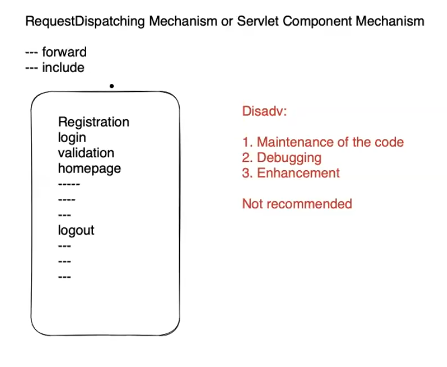 RequestDispatching Mechanism or Servlet Component Mechanism
--- forward
--- include
Registration
login
validation
homepage
-----
----
---
logout
---
---
---
Disadv:
1. Maintenance of the code
2. Debugging
3. Enhancement
Not recommended